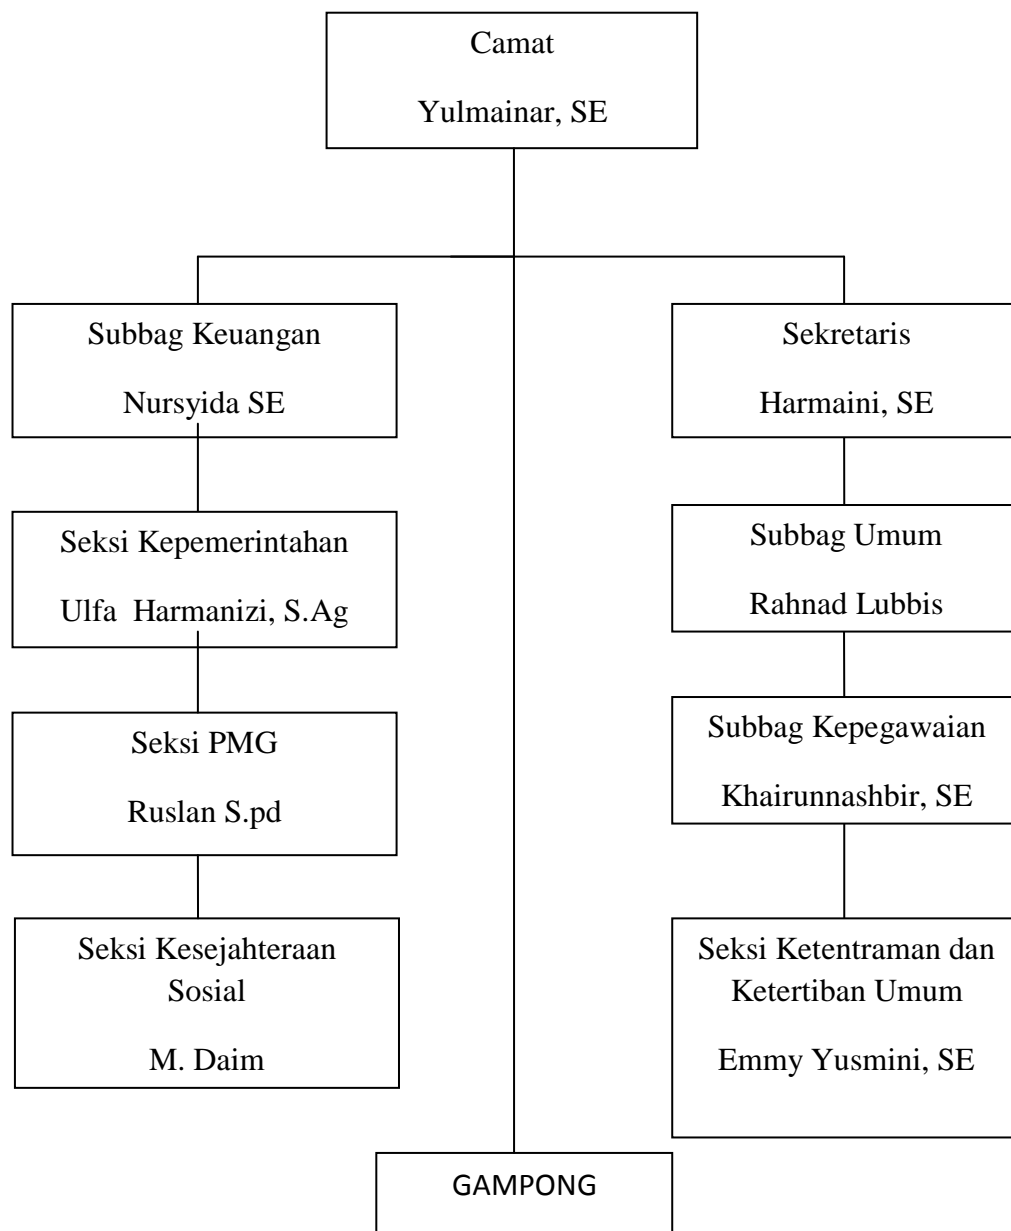 Camat
Yulmainar, SE
Subbag Keuangan
Nursyida SE
Sekretaris
Harmaini, SE
Seksi Kepemerintahan
Ulfa  Harmanizi, S.Ag
Subbag Umum
Rahnad Lubbis
Seksi PMG
Ruslan S.pd
Subbag Kepegawaian
Khairunnashbir, SE
Seksi Kesejahteraan
Sosial
M. Daim
Seksi Ketentraman dan
Ketertiban Umum
Emmy Yusmini, SE
GAMPONG